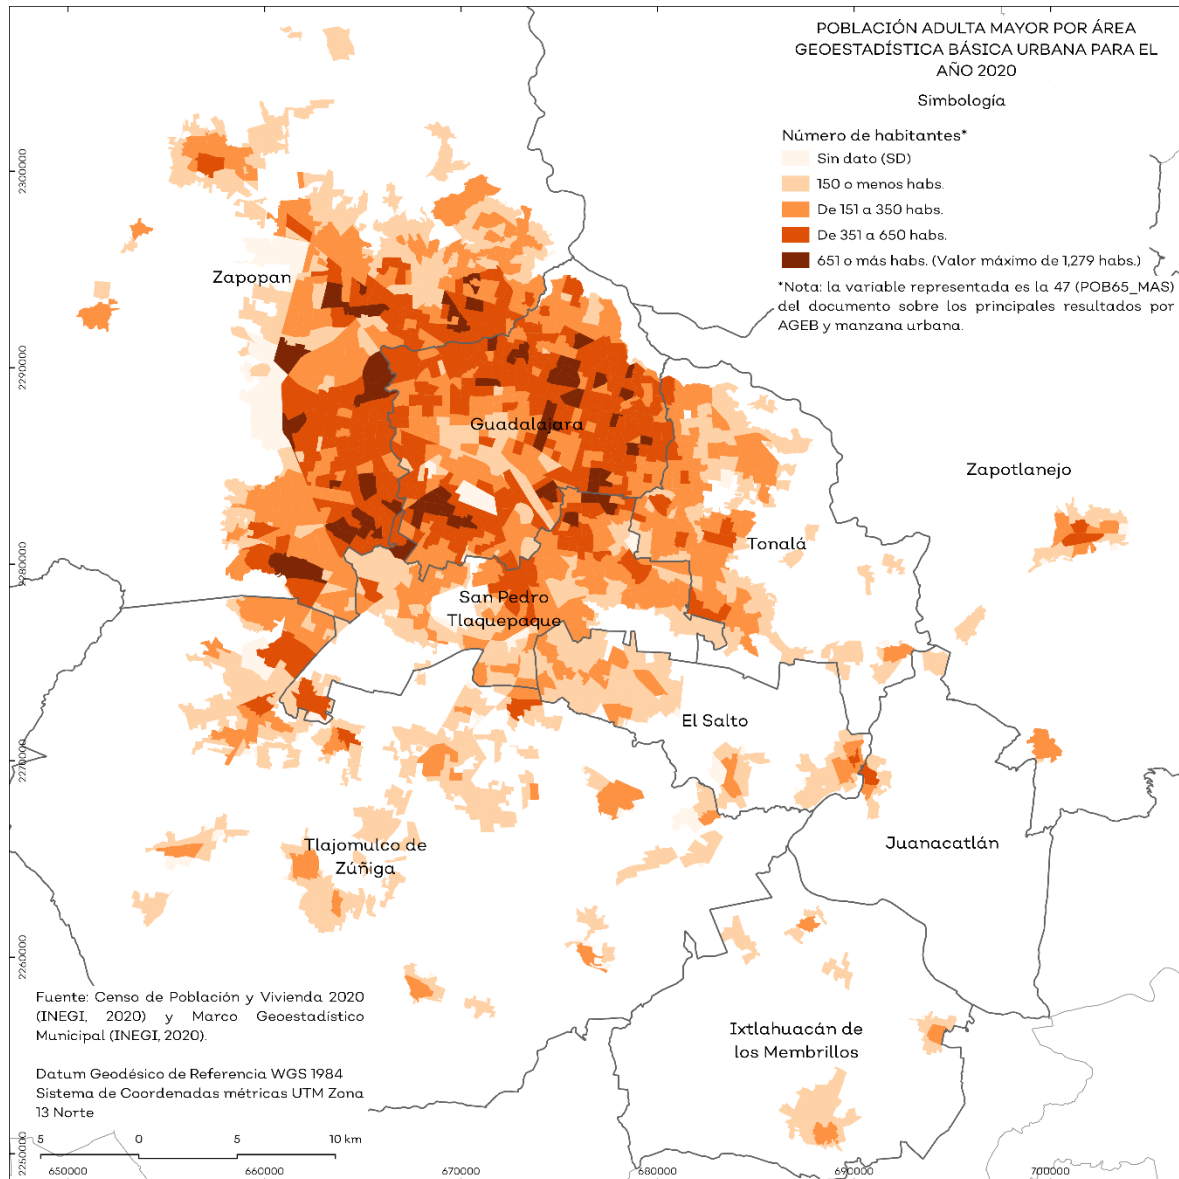 POBLACIÓN ADULTA MAYOR POR ÁREA
GEOESTADÍSTICA BÁSICA URBANA PARA EL
AÑO 2020
Simbología
Número de habitantes*
Sin dato (SD)
150 o menos habs.
De 151 a 350 habs.
De 351 a 650 habs.
651 o más habs. (Valor máximo de 1,279 habs.)
*Nota: la variable representada es la 47 (POB65_MAS)
del documento sobre los principales resultados por
AGEB y manzana urbana.
Zapopan
Guadalajara
Zapotlanejo
Tonalá
San Pedro
Tlaquepaque
El Salto
Tlajomulco de
Zúñiga
Juanacatlán
Ixtlahuacán de
los Membrillos
Fuente: Censo de Población y Vivienda 2020
(INEGI, 2020) y Marco Geoestadístico
Municipal (INEGI, 2020).
Datum Geodésico de Referencia WGS 1984
Sistema de Coordenadas métricas UTM Zona
13 Norte
5 0 5 10 km
2300000
2290000
2280000
2270000
2260000
2250000
650000 660000 670000 680000 690000 700000